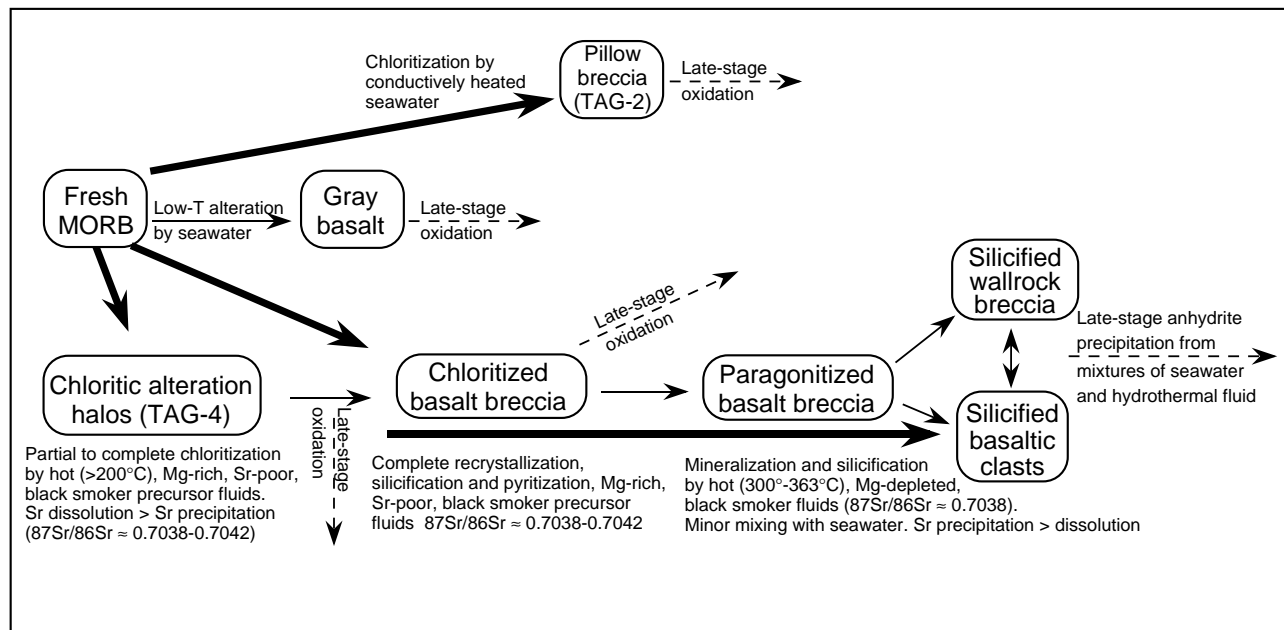 Chloritization by
conductively heated
seawater
Pillow
breccia
(TAG-2)
Late-stage
oxidation
Fresh
MORB
Low-T alteration
by seawater
Gray
basalt
Late-stage
oxidation
Late-stage
oxidation
Silicified
wallrock
breccia
Late-stage anhydrite
precipitation from
mixtures of seawater
and hydrothermal fluid
Chloritic alteration
halos (TAG-4)
Late-stage
oxidation
Chloritized
basalt breccia
Paragonitized
basalt breccia
Silicified
basaltic
clasts
Partial to complete chloritization
by hot (>200°C), Mg-rich, Sr-poor,
black smoker precursor fluids.
Sr dissolution > Sr precipitation
(87Sr/86Sr ≈ 0.7038-0.7042)
Complete recrystallization,
silicification and pyritization, Mg-rich,
Sr-poor, black smoker precursor
fluids 87Sr/86Sr ≈ 0.7038-0.7042
Mineralization and silicification
by hot (300°-363°C), Mg-depleted,
black smoker fluids (87Sr/86Sr ≈ 0.7038).
Minor mixing with seawater. Sr precipitation > dissolution